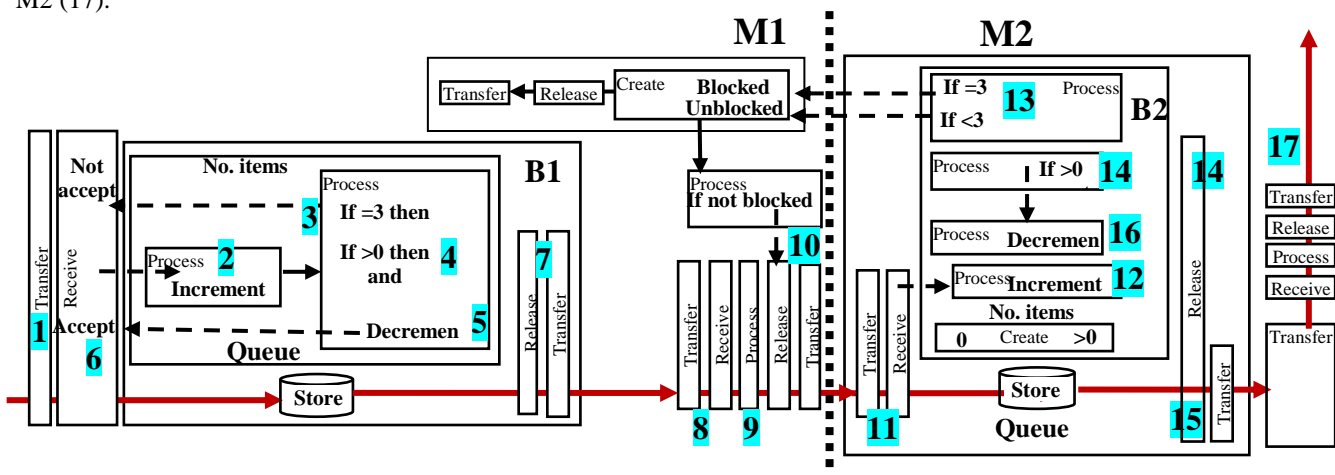 M2 (17).
M1
M2
Transfer
Release
Create
Blocked
Unblocked
If =3
Process
13
If <3
B2
17
Not
accept
No. items
B1
Process
If >0
14
14
Process
If not blocked
Transfer
Process
3
If =3 then
Release
Process
Decremen
16
2
Process
Increment
If >0 then
and
4
7
10
Process
Process
Increment
12
Receive
1
Transfer
Receive
Accept
6
Decremen
5
Queue
Release
Transfer
Transfer
Receive
Process
Release
Transfer
Transfer
Receive
No. items
0
Create
>0
Release
Transfer
Transfer
Store
Store
8
9
11
Queue
15